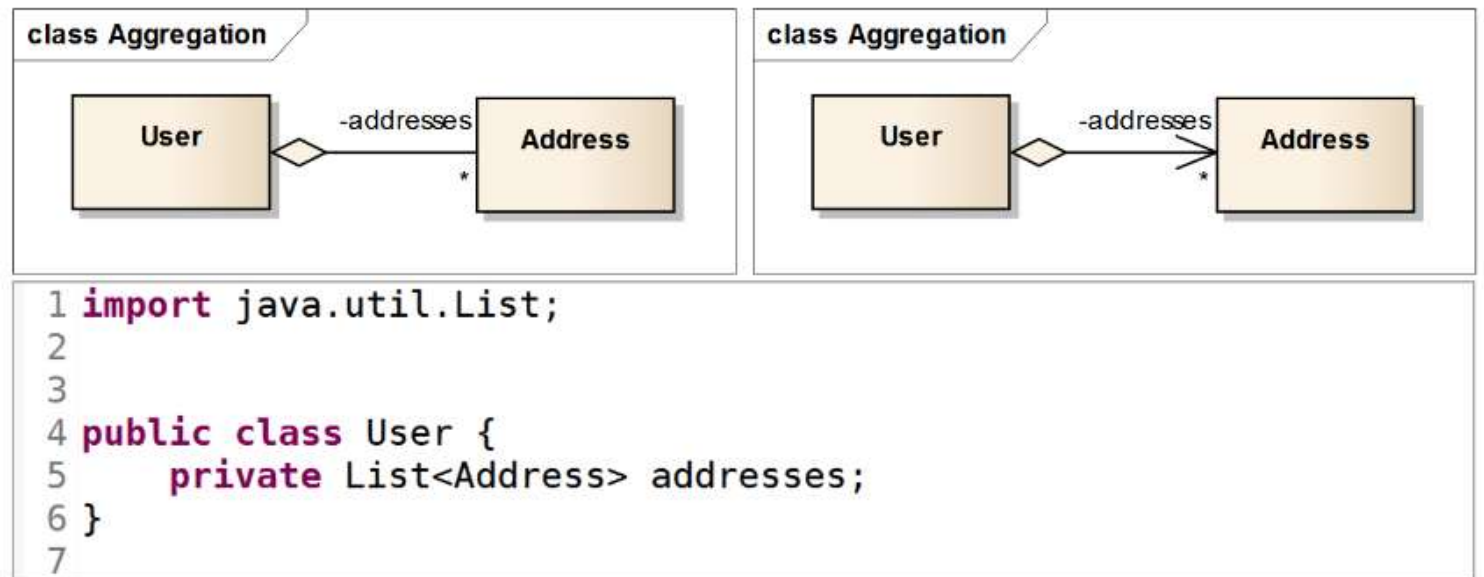 class Aggregation
User
-addresses
*
Address
class Aggregation
User
-addresses
*
Address
1 import java.util.List;
2
3
4 public class User {
5     private List<Address> addresses;
6 }
7